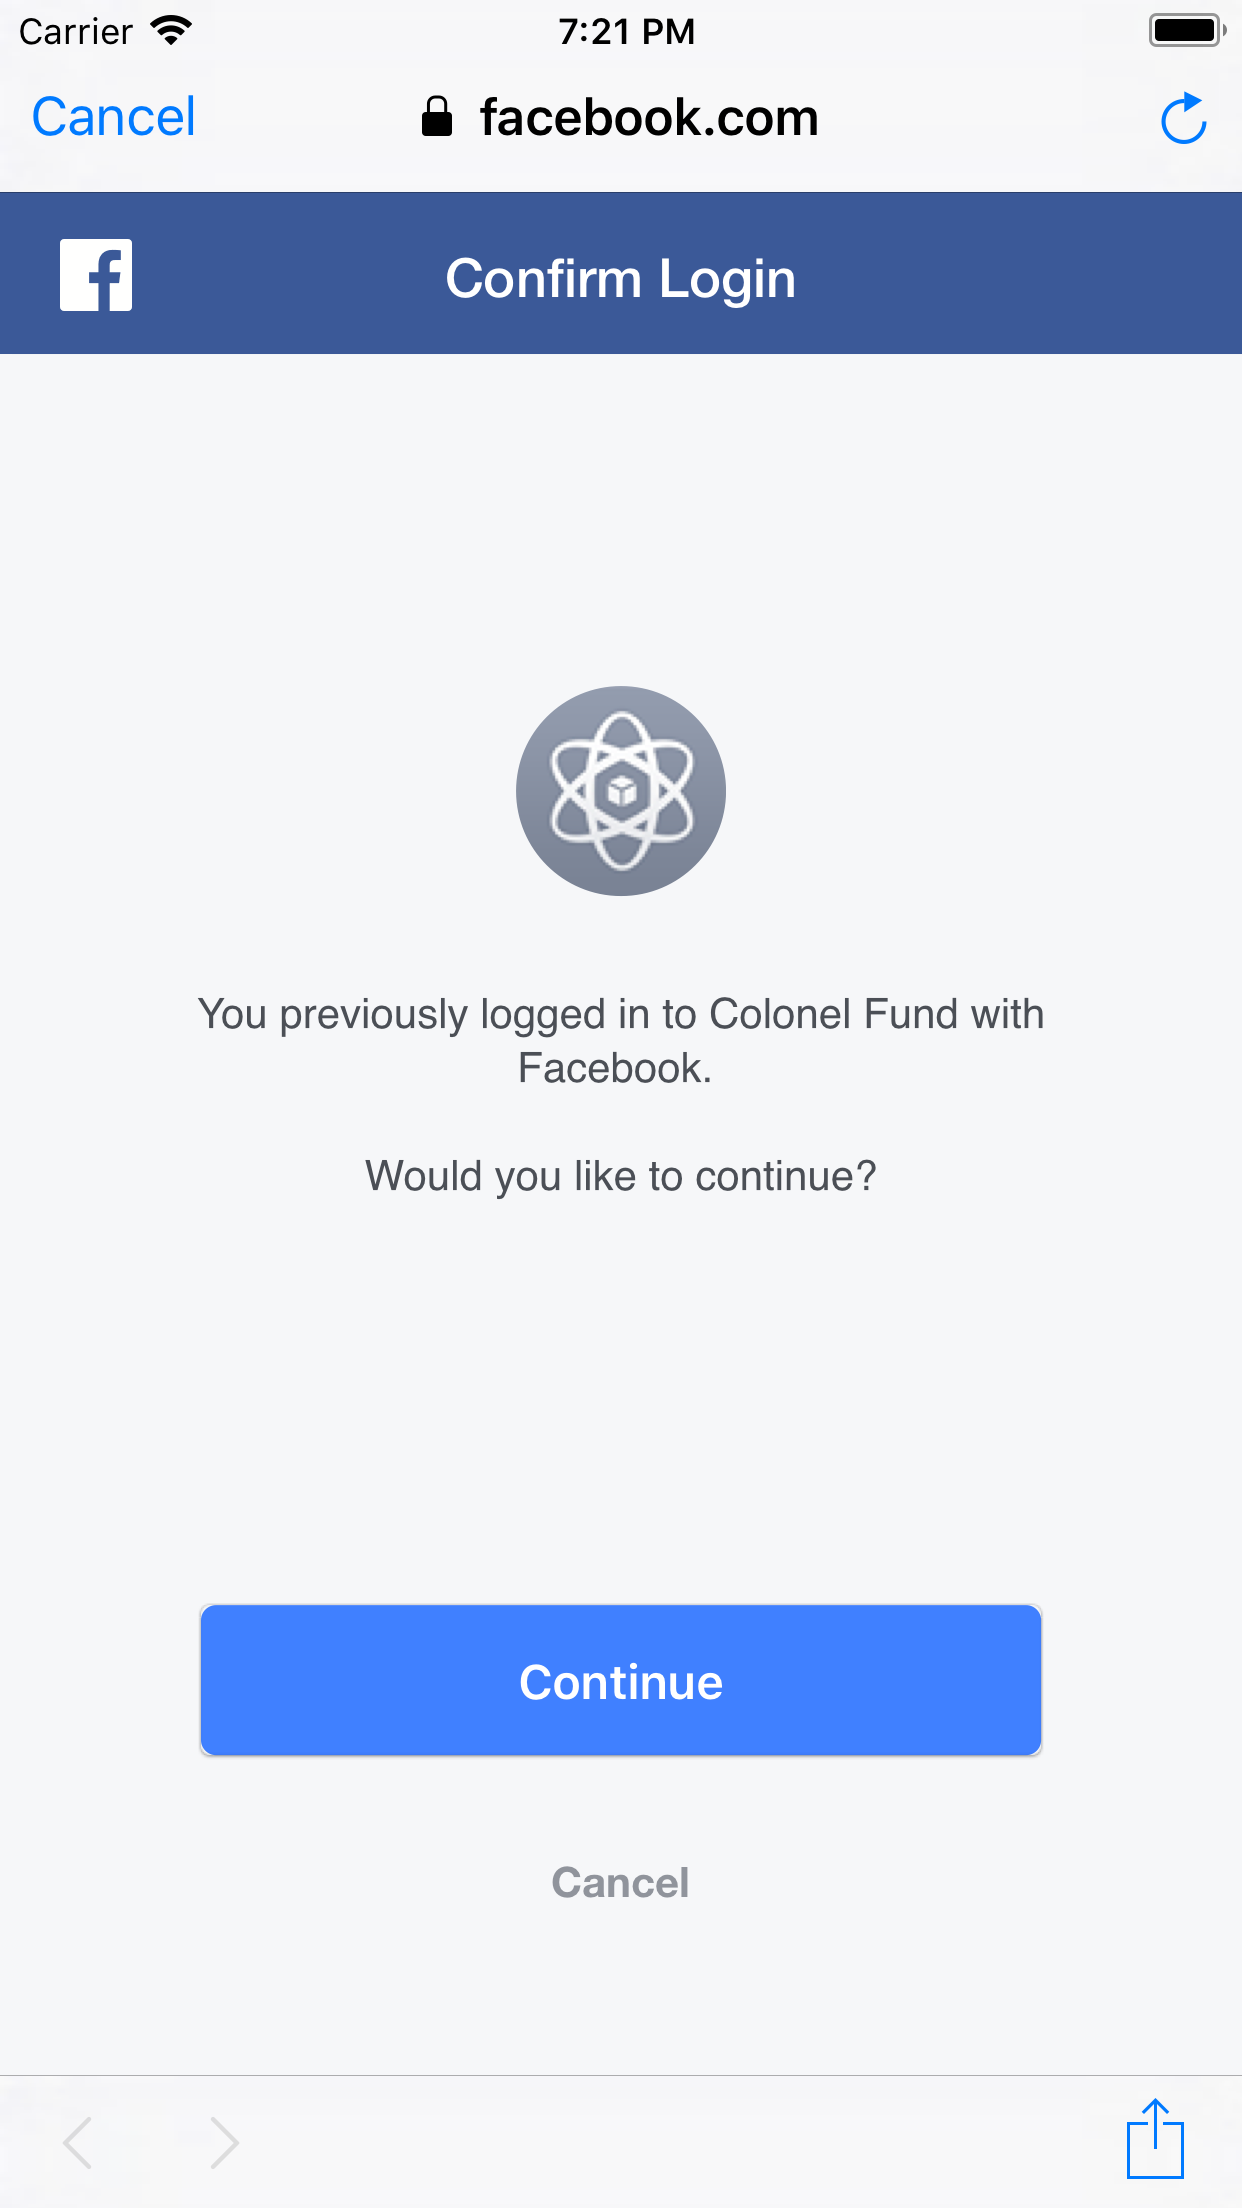 Carrier 7:21 PM
Cancel facebook.com
Confirm Login
You previously logged in to Colonel Fund with
Facebook.
Would you like to continue?
Continue
Cancel